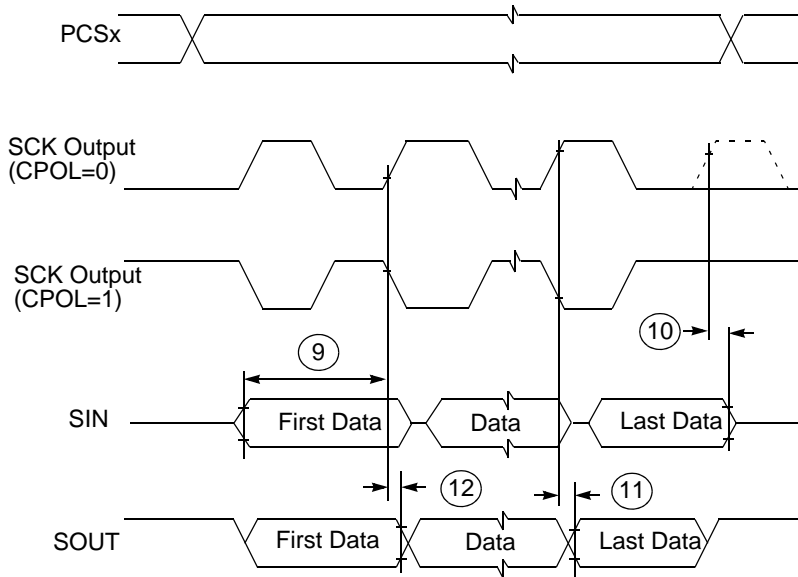 PCSx
SCK Output
(CPOL=0)
SCK Output
(CPOL=1)
10
9
SIN
First Data
Data
Last Data
12
11
SOUT
First Data
Data
Last Data